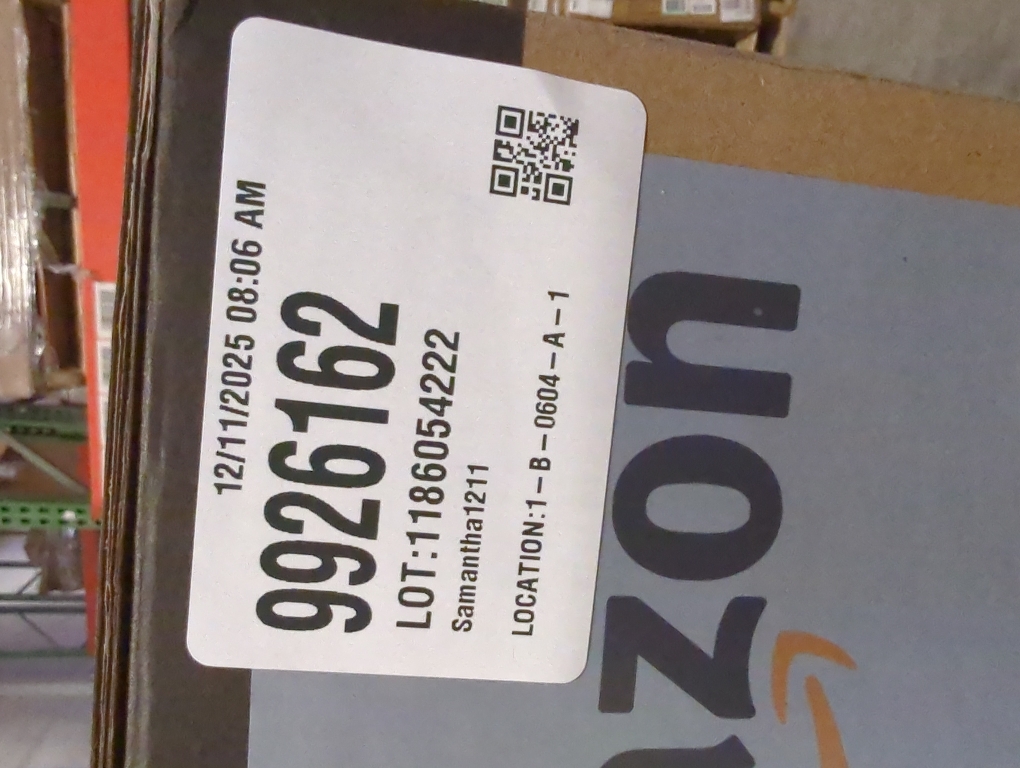 12/11/2025 08:06 AM
9926162
LOT:1186054222
Samantha1211
LOCATION:1-B-0604-A-1
zon